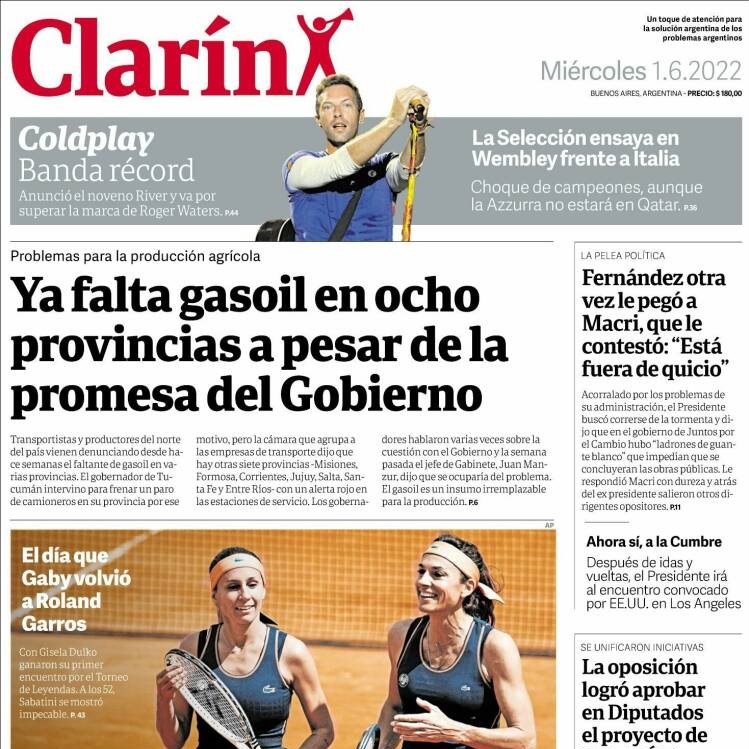 Clarín
Un toque de atención para
la solución argentina de los
problemas argentinos
Miércoles 1.6.2022
BUENOS AIRES, ARGENTINA - PRECIO: $ 180,00
Coldplay
Banda récord
Anunció el noveno River y va por
superar la marca de Roger Waters. P.44
La Selección ensaya en
Wembley frente a Italia
Choque de campeones, aunque
la Azzurra no estará en Qatar. P.36
Problemas para la producción agrícola
Ya falta gasoil en ocho
provincias a pesar de la
promesa del Gobierno
Transportistas y productores del norte
del país vienen denunciando desde ha-
ce semanas el faltante de gasoil en va-
rias provincias. El gobernador de Tu-
cumán intervino para frenar un paro
de camioneros en su provincia por ese
motivo, pero la cámara que agrupa a
las empresas de transporte dijo que
hay otras siete provincias -Misiones,
Formosa, Corrientes, Jujuy, Salta, San-
ta Fe y Entre Ríos- con un alerta rojo en
las estaciones de servicio. Los goberna-
dores hablaron varias veces sobre la
cuestión con el Gobierno y la semana
pasada el jefe de Gabinete, Juan Man-
zur, dijo que se ocuparía del problema.
El gasoil es un insumo irremplazable
para la producción. P.6
LA PELEA POLÍTICA
Fernández otra
vez le pegó a
Macri, que le
contestó: “Está
fuera de quicio”
Acorralado por los problemas de
su administración, el Presidente
buscó correrse de la tormenta y di-
jo que en el gobierno de Juntos por
el Cambio hubo “ladrones de guan-
te blanco” que impedían que se
concluyeran las obras públicas. Le
respondió Macri con dureza y atrás
del ex presidente salieron otros di-
rigentes opositores. P.11
Ahora sí, a la Cumbre
Después de idas y
vueltas, el Presidente irá
al encuentro convocado
por EE.UU. en Los Angeles
AP
El día que
Gaby volvió
a Roland
Garros
Con Gisela Dulko
ganaron su primer
encuentro por el Torneo
de Leyendas. A los 52,
Sabatini se mostró
impecable. P. 43
SE UNIFICARON INICIATIVAS
La oposición
logró aprobar
en Diputados
el proyecto de